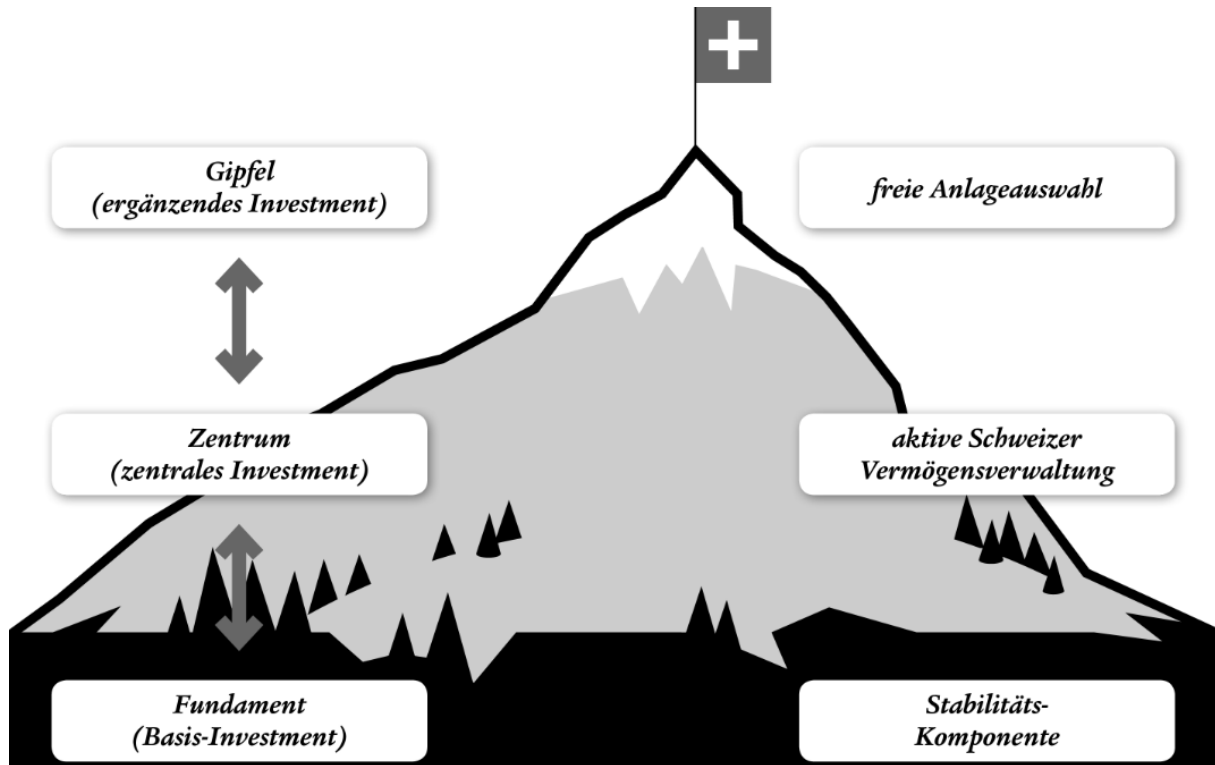 Gipfel
(ergänzendes Investment)
freie Anlageauswahl
Zentrum
(zentrales Investment)
aktive Schweizer
Vermögensverwaltung
Fundament
(Basis-Investment)
Stabilitäts-
Komponente